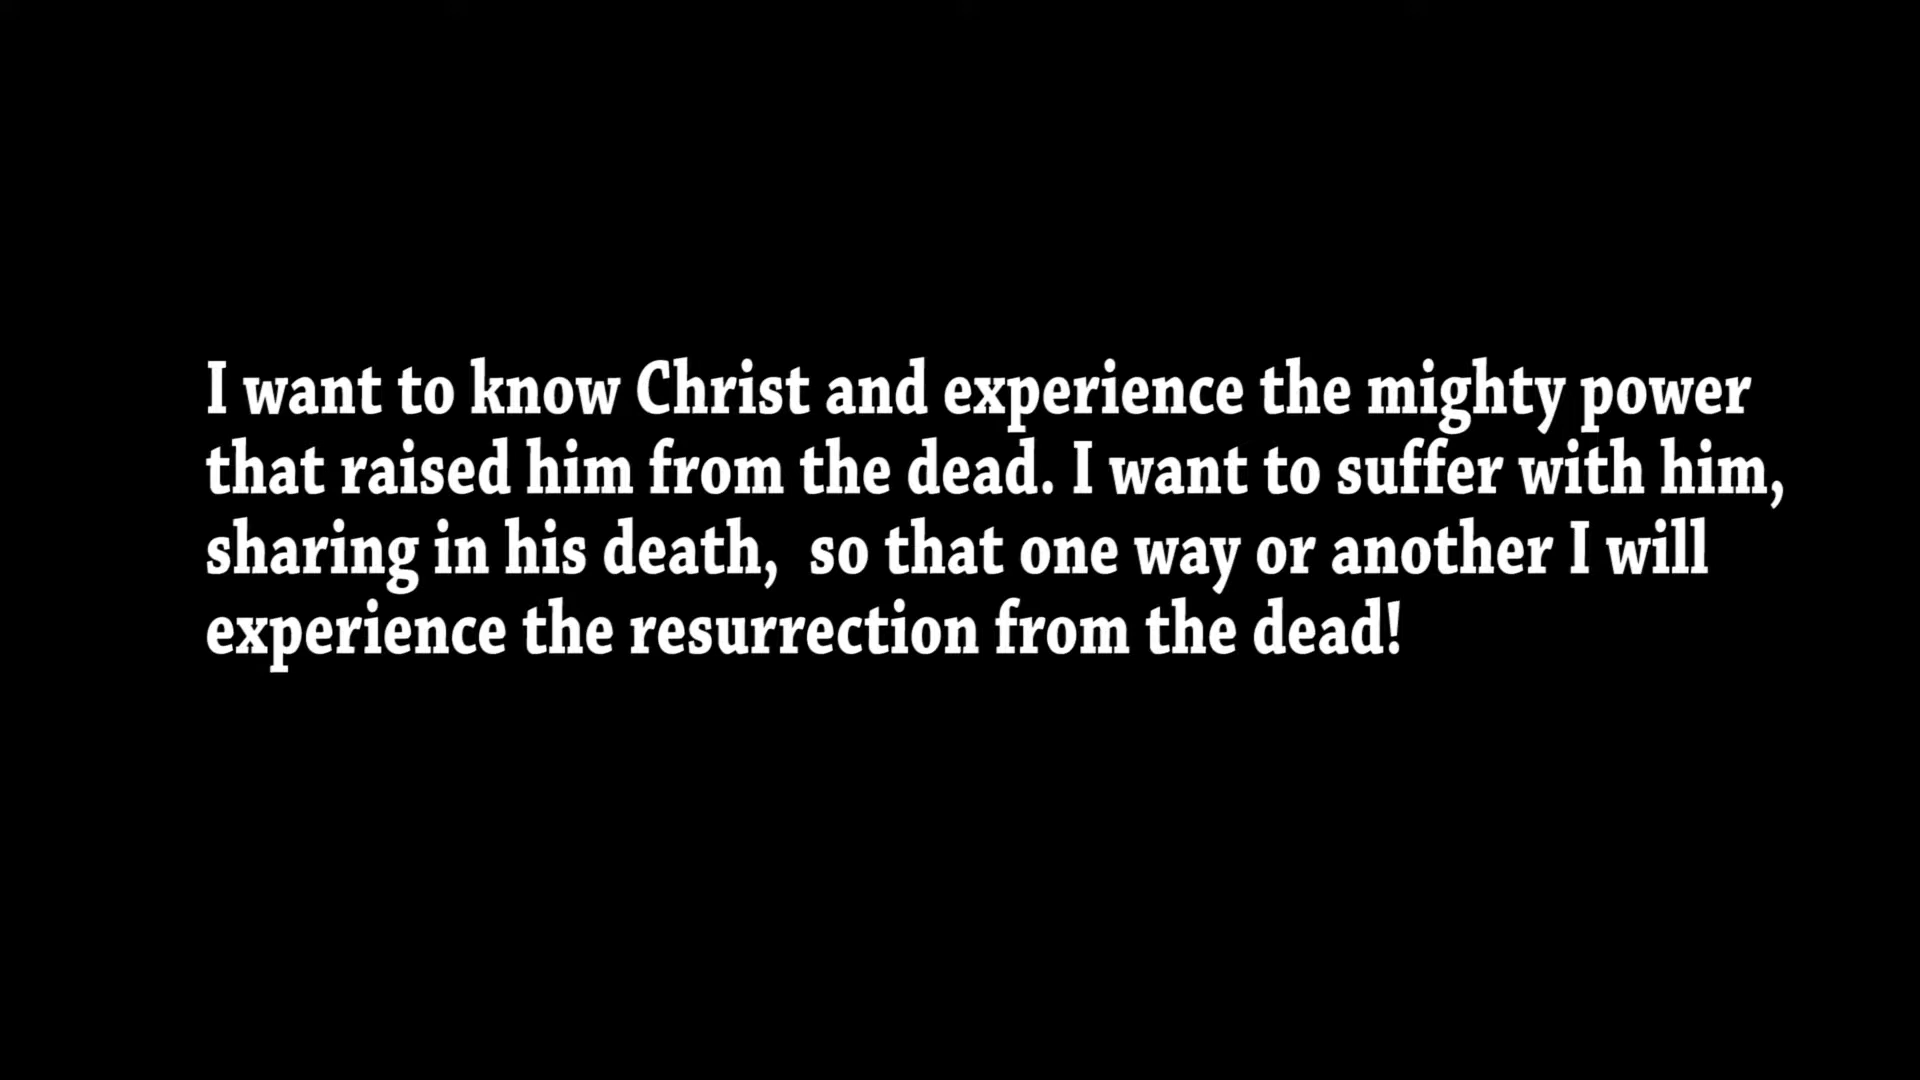 I want to know Christ and experience the mighty power
that raised him from the dead. I want to suffer with him,
sharing in his death,  so that one way or another I will
experience the resurrection from the dead!